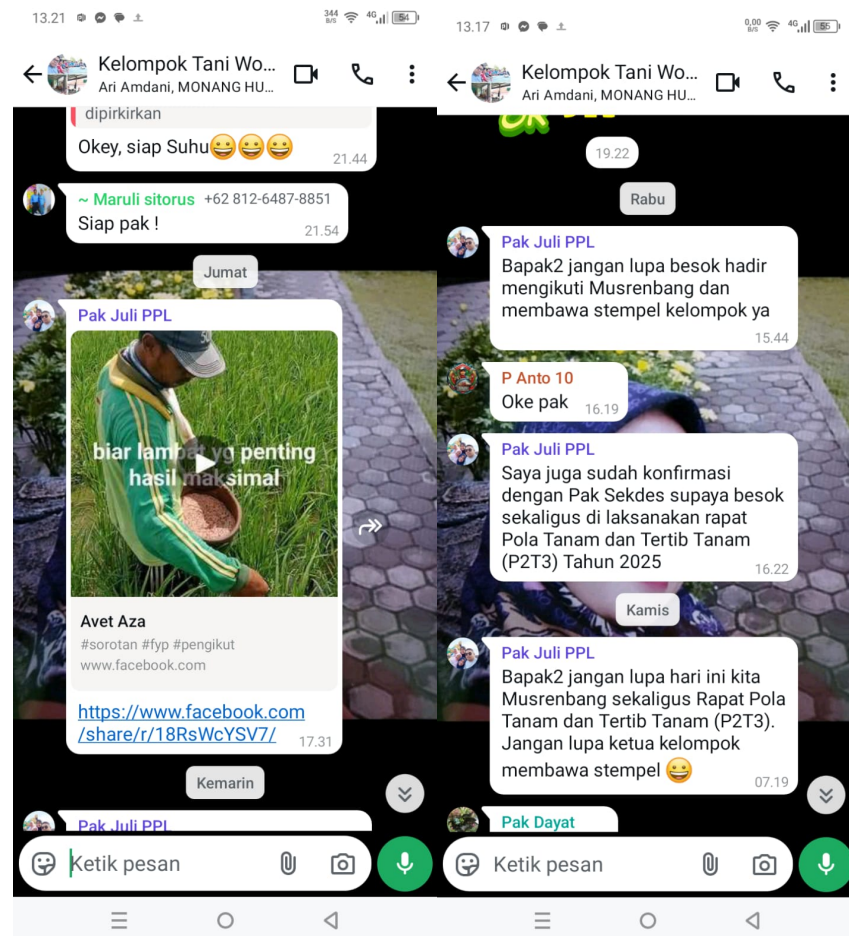 13.21
344
B/S
4G
54
Kelompok Tani Wo...
Ari Amdani, MONANG HU...
dipirkirkan
Okey, siap Suhu😀😀😀
21.44
~ Maruli sitorus +62 812-6487-8851
Siap pak !
21.54
Jumat
Pak Juli PPL
biar lambat yg penting
hasil maksimal
Avet Aza
#sorotan #fyp #pengikut
www.facebook.com
https://www.facebook.com
/share/r/18RsWcYSV7/
17.31
Kemarin
Pak Juli PPL
Ketik pesan
13.17
0,00
B/S
4G
55
Kelompok Tani Wo...
Ari Amdani, MONANG HU...
OK
19.22
Rabu
Pak Juli PPL
Bapak2 jangan lupa besok hadir
mengikuti Musrenbang dan
membawa stempel kelompok ya
15.44
P Anto 10
Oke pak
16.19
Pak Juli PPL
Saya juga sudah konfirmasi
dengan Pak Sekdes supaya besok
sekaligus di laksanakan rapat
Pola Tanam dan Tertib Tanam
(P2T3) Tahun 2025
16.22
Kamis
Pak Juli PPL
Bapak2 jangan lupa hari ini kita
Musrenbang sekaligus Rapat Pola
Tanam dan Tertib Tanam (P2T3).
Jangan lupa ketua kelompok
membawa stempel 😀
07.19
Pak Dayat
Ketik pesan